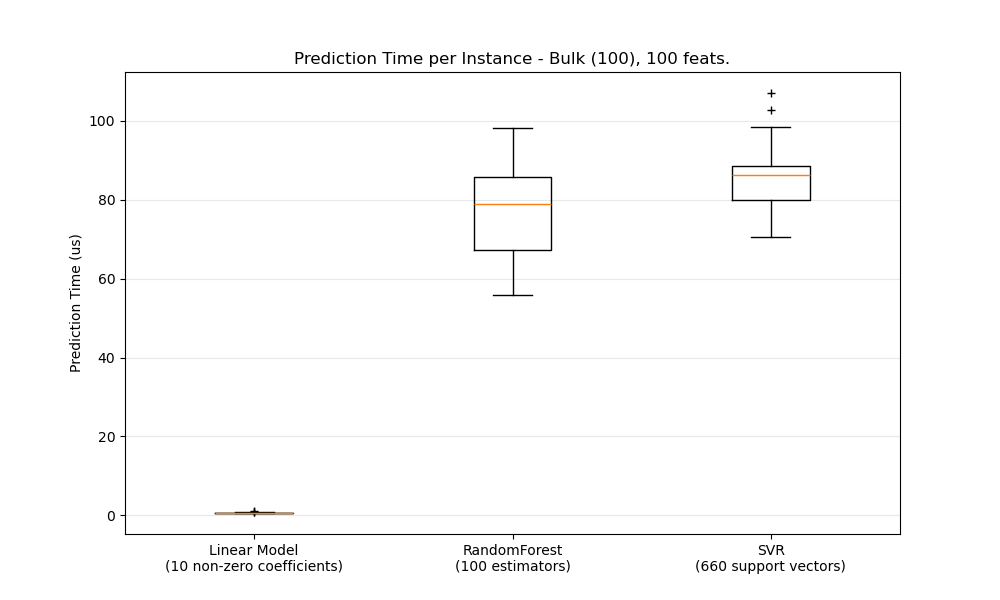 Prediction Time per Instance - Bulk (100), 100 feats.
Prediction Time (us)
100
80
60
40
20
0
Linear Model
(10 non-zero coefficients)
RandomForest
(100 estimators)
SVR
(660 support vectors)